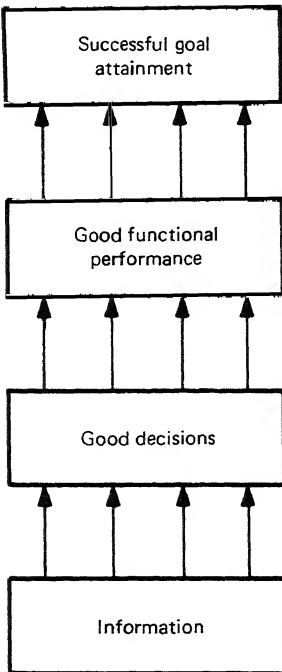 Successful goal
attainment
Good functional
performance
Good decisions
Information